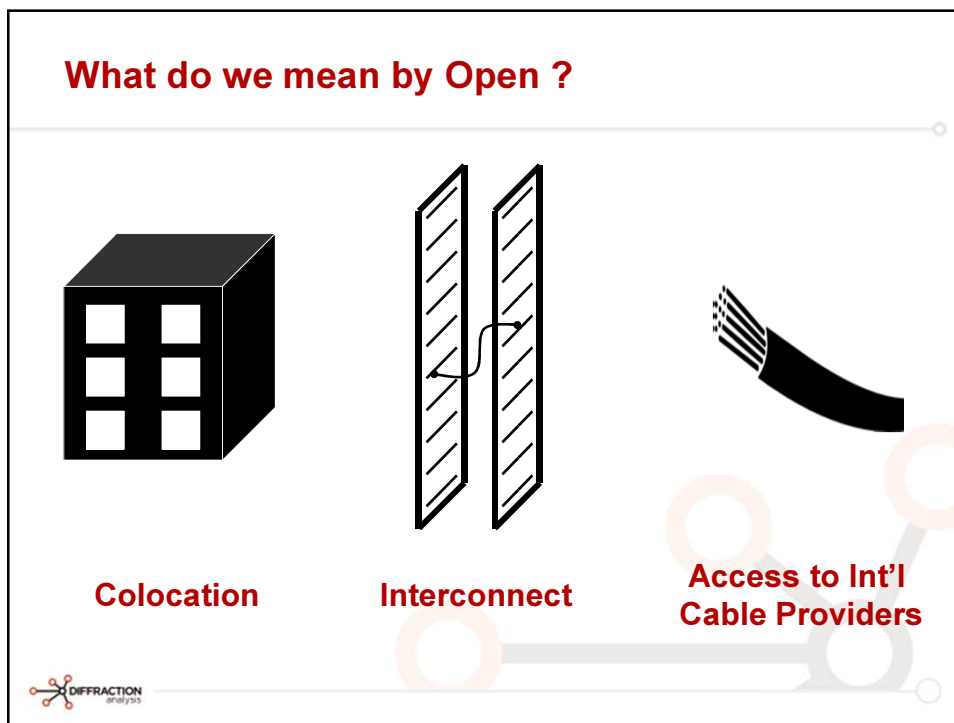 What do we mean by Open ?
Colocation
Interconnect
Access to Int’l
Cable Providers
DIFFRACTION
analysis